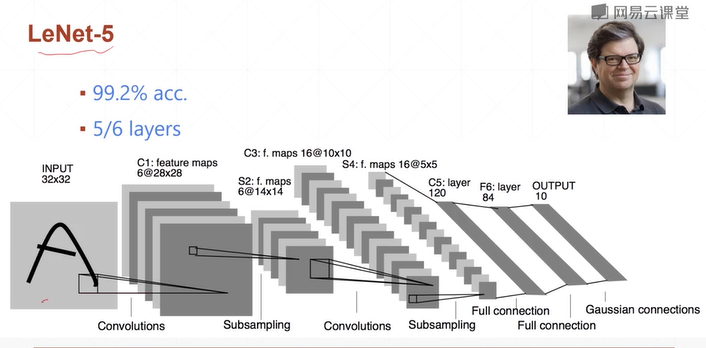 网易云课堂
LeNet-5
99.2% acc.
5/6 layers
INPUT
32x32
C1: feature maps
6@28x28
S2: f. maps
6@14x14
C3: f. maps 16@10x10
S4: f. maps 16@5x5
C5: layer
120
F6: layer
84
OUTPUT
10
A
Convolutions
Subsampling
Convolutions
Subsampling
Full connection
Full connection
Gaussian connections